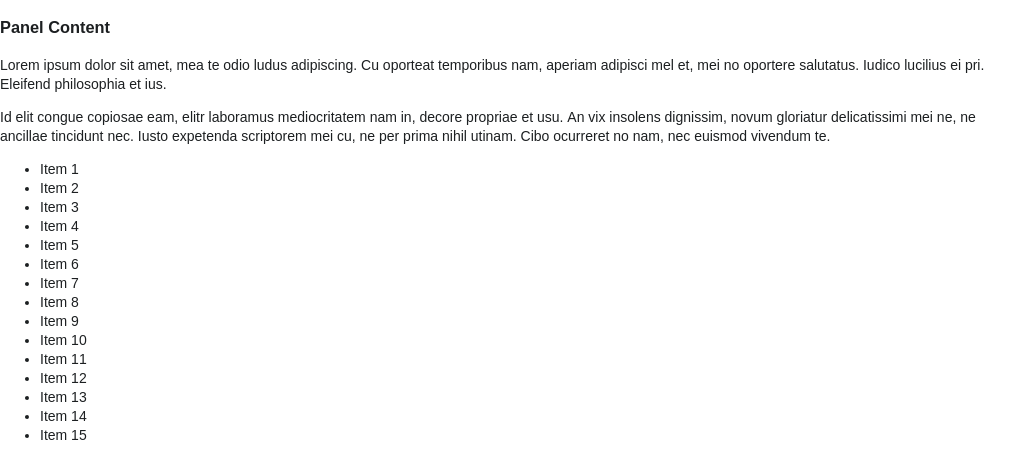 Panel Content
Lorem ipsum dolor sit amet, mea te odio ludus adipiscing. Cu oporteat temporibus nam, aperiam adipisci mel et, mei no oportere salutatus. Iudico lucilius ei pri.
Eleifend philosophia et ius.
Id elit congue copiosae eam, elitr laboramus mediocritatem nam in, decore propriae et usu. An vix insolens dignissim, novum gloriatur delicatissimi mei ne, ne
ancillae tincidunt nec. Iusto expetenda scriptorem mei cu, ne per prima nihil utinam. Cibo ocurreret no nam, nec euismod vivendum te.
• Item 1
• Item 2
• Item 3
• Item 4
• Item 5
• Item 6
• Item 7
• Item 8
• Item 9
• Item 10
• Item 11
• Item 12
• Item 13
• Item 14
• Item 15